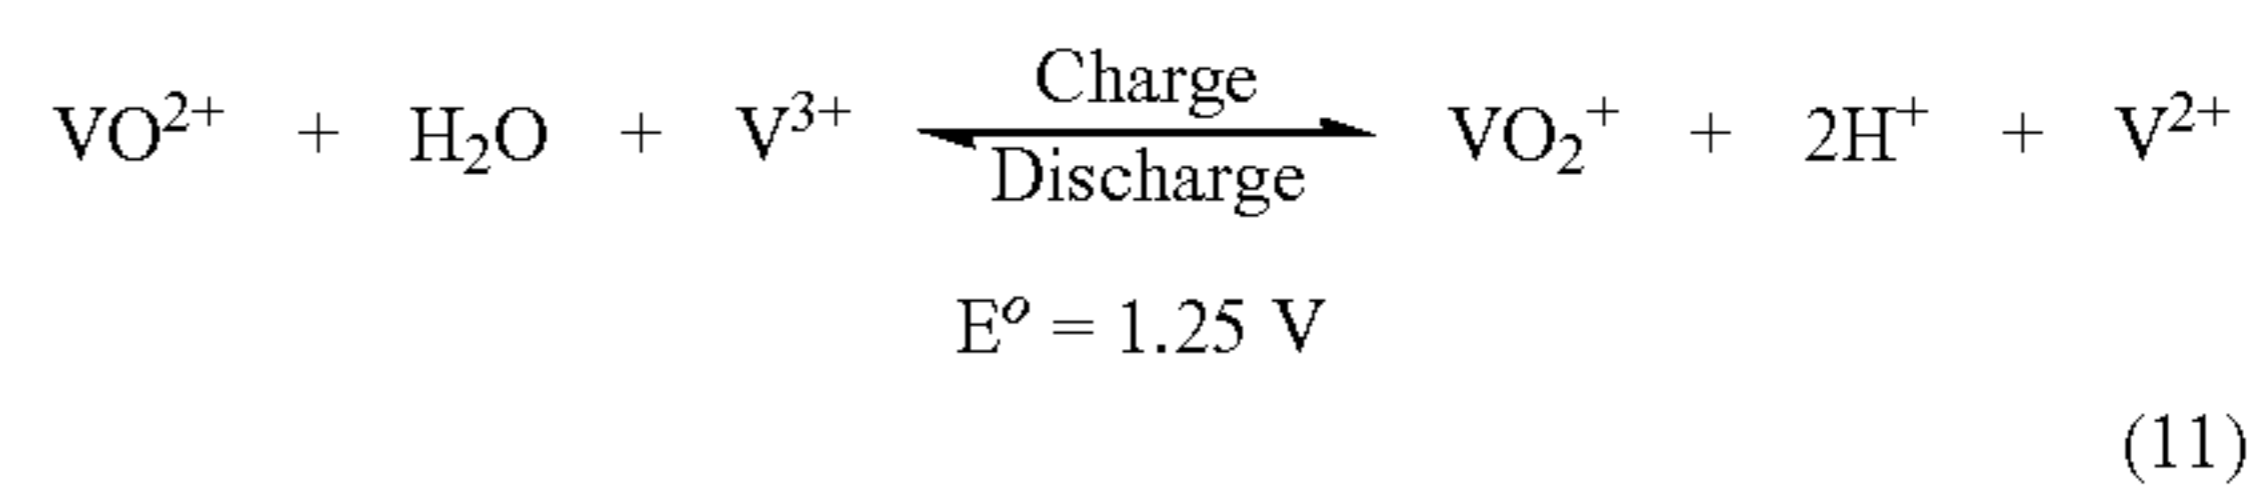 Charge
VO²⁺ + H₂O + V³⁺ ⇌ VO₂⁺ + 2H⁺ + V²⁺
Discharge
Eᵒ = 1.25 V
(11)